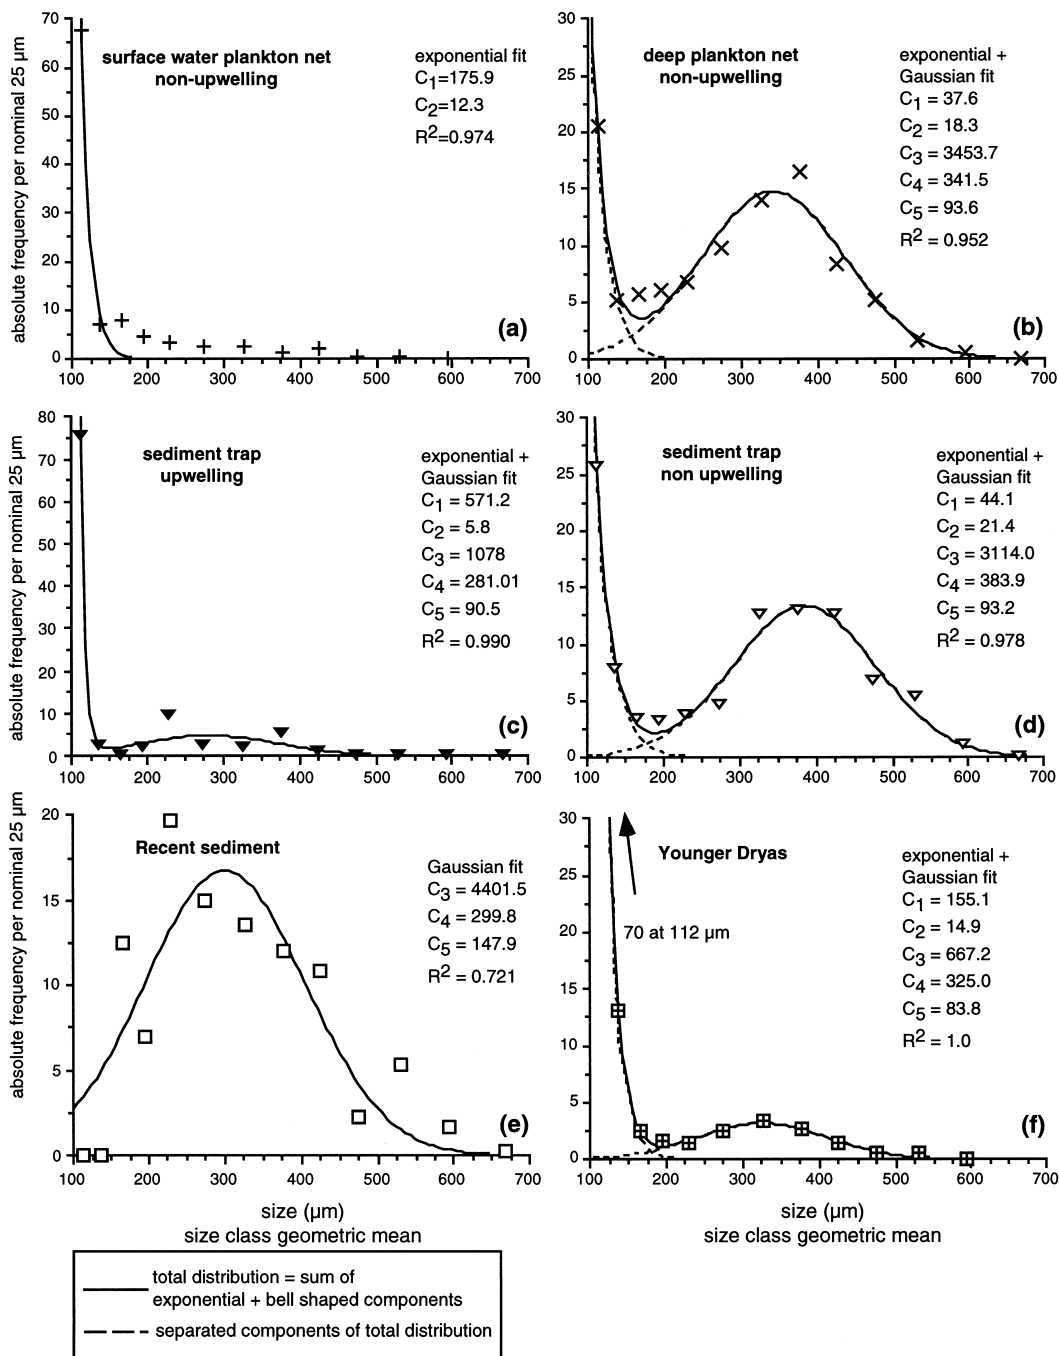 absolute frequency per nominal 25 µm
70
60
50
40
30
20
10
0
surface water plankton net
non-upwelling
exponential fit
C1=175.9
C2=12.3
R2=0.974
(a)
100 200 300 400 500 600 700
30
25
20
15
10
5
0
deep plankton net
non-upwelling
exponential +
Gaussian fit
C1 = 37.6
C2 = 18.3
C3 = 3453.7
C4 = 341.5
C5 = 93.6
R2 = 0.952
(b)
100 200 300 400 500 600 700
absolute frequency per nominal 25 µm
80
70
60
50
40
30
20
10
0
sediment trap
upwelling
exponential +
Gaussian fit
C1 = 571.2
C2 = 5.8
C3 = 1078
C4 = 281.01
C5 = 90.5
R2 = 0.990
(c)
100 200 300 400 500 600 700
30
25
20
15
10
5
0
sediment trap
non upwelling
exponential +
Gaussian fit
C1 = 44.1
C2 = 21.4
C3 = 3114.0
C4 = 383.9
C5 = 93.2
R2 = 0.978
(d)
100 200 300 400 500 600 700
absolute frequency per nominal 25 µm
20
15
10
5
0
Recent sediment
Gaussian fit
C3 = 4401.5
C4 = 299.8
C5 = 147.9
R2 = 0.721
(e)
100 200 300 400 500 600 700
size (µm)
size class geometric mean
30
25
20
15
10
5
0
Younger Dryas
70 at 112 µm
exponential +
Gaussian fit
C1 = 155.1
C2 = 14.9
C3 = 667.2
C4 = 325.0
C5 = 83.8
R2 = 1.0
(f)
100 200 300 400 500 600 700
size (µm)
size class geometric mean
total distribution = sum of
exponential + bell shaped components
separated components of total distribution